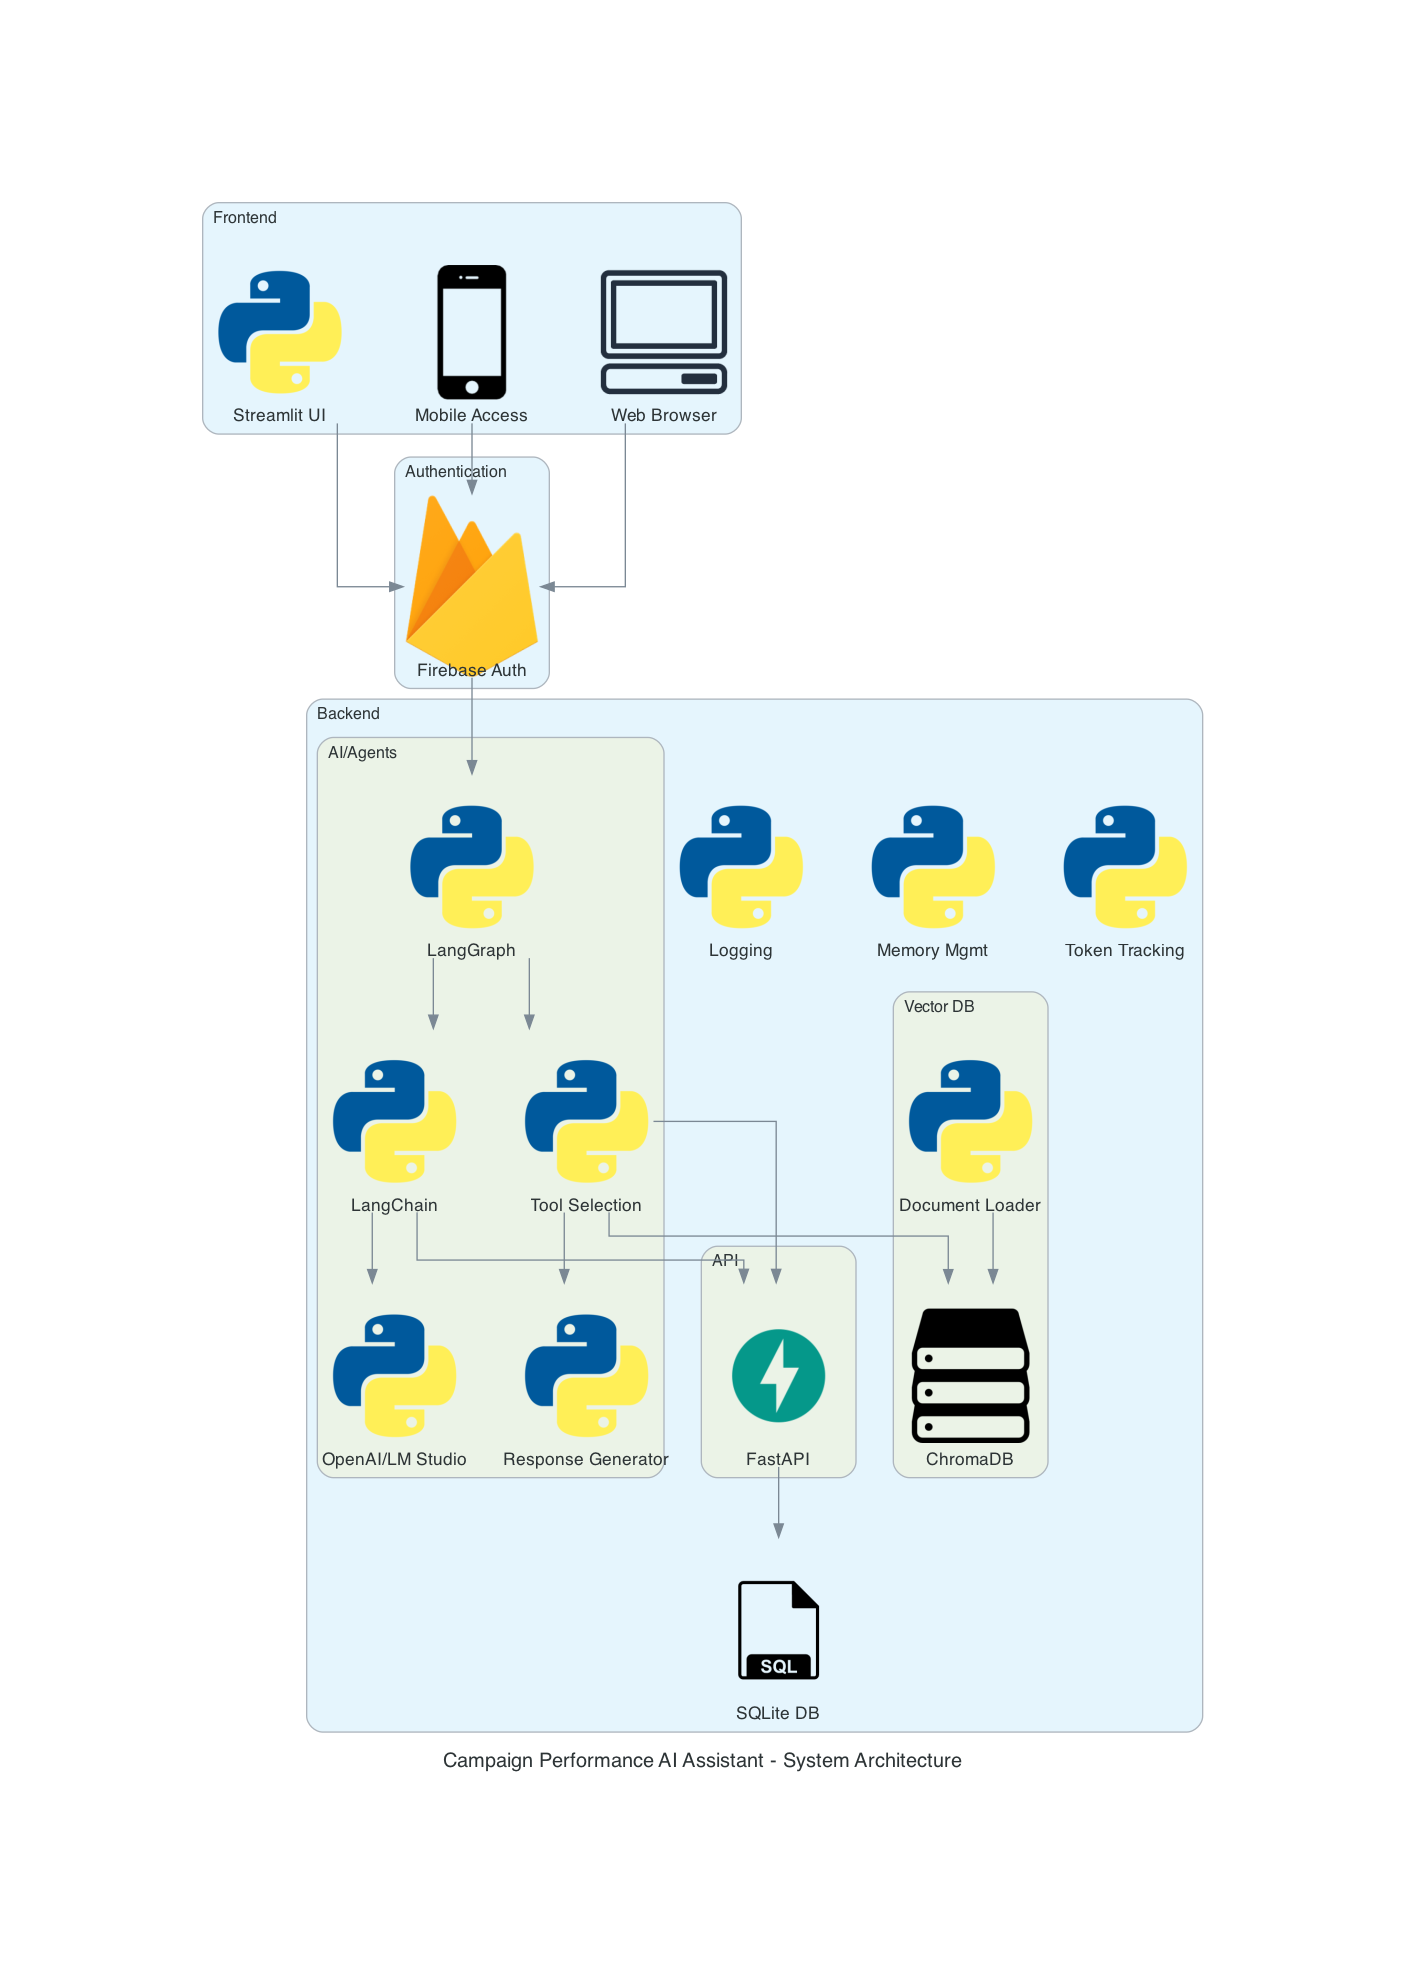 Frontend
Streamlit UI
Mobile Access
Web Browser
Authentication
Firebase Auth
Backend
AI/Agents
LangGraph
Logging
Memory Mgmt
Token Tracking
Vector DB
LangChain
Tool Selection
Document Loader
API
OpenAI/LM Studio
Response Generator
FastAPI
ChromaDB
SQL
SQLite DB
Campaign Performance AI Assistant - System Architecture